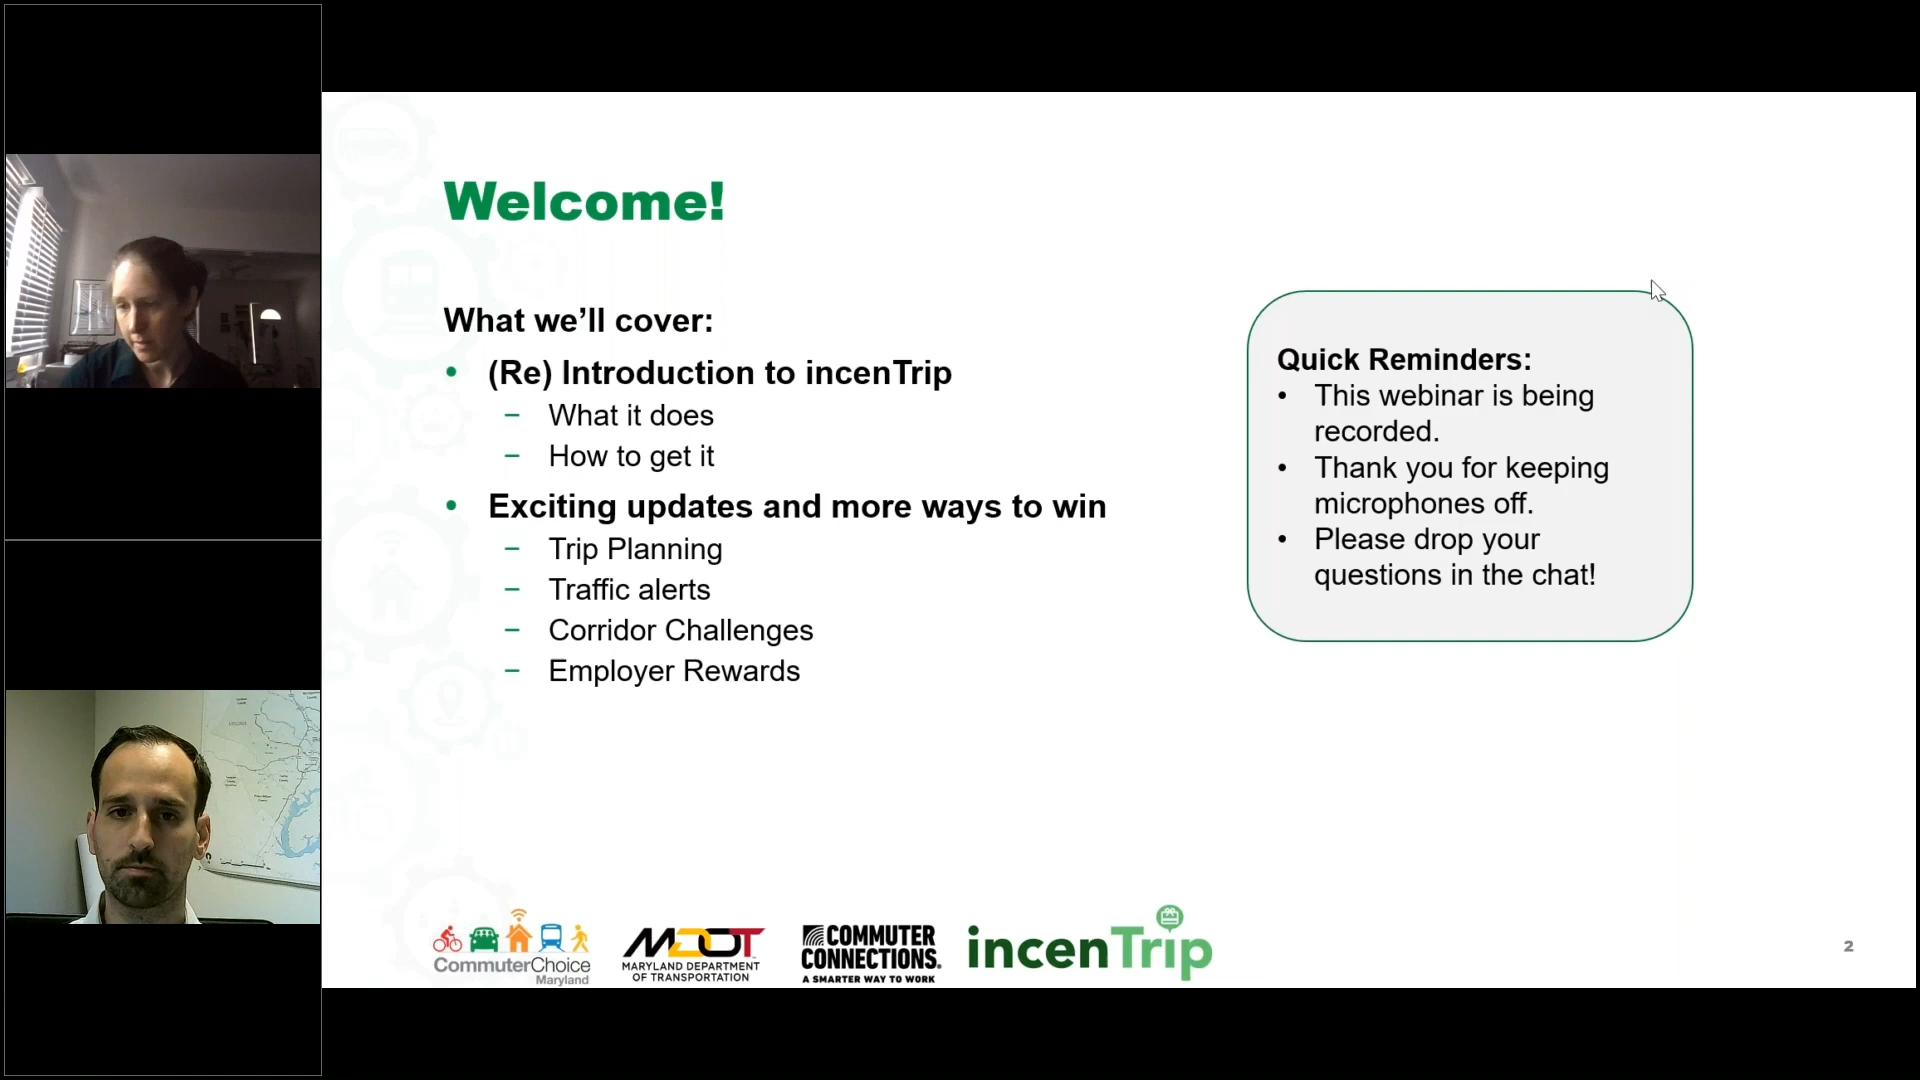 Welcome!
What we’ll cover:
• (Re) Introduction to incenTrip
– What it does
– How to get it
• Exciting updates and more ways to win
– Trip Planning
– Traffic alerts
– Corridor Challenges
– Employer Rewards
Quick Reminders:
• This webinar is being
recorded.
• Thank you for keeping
microphones off.
• Please drop your
questions in the chat!
CommuterChoice
Maryland
MDOT
MARYLAND DEPARTMENT
OF TRANSPORTATION
COMMUTER
CONNECTIONS.
A SMARTER WAY TO WORK
incenTrip
2